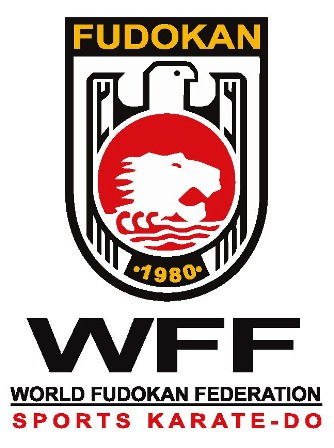 FUDOKAN
·1980·
WFF
WORLD FUDOKAN FEDERATION
SPORTS KARATE-DO